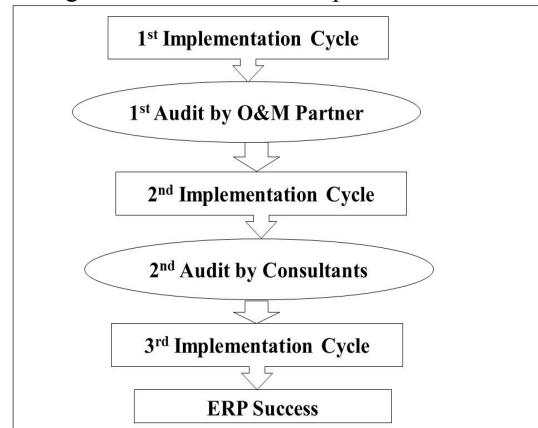 1st Implementation Cycle
1st Audit by O&M Partner
2nd Implementation Cycle
2nd Audit by Consultants
3rd Implementation Cycle
ERP Success